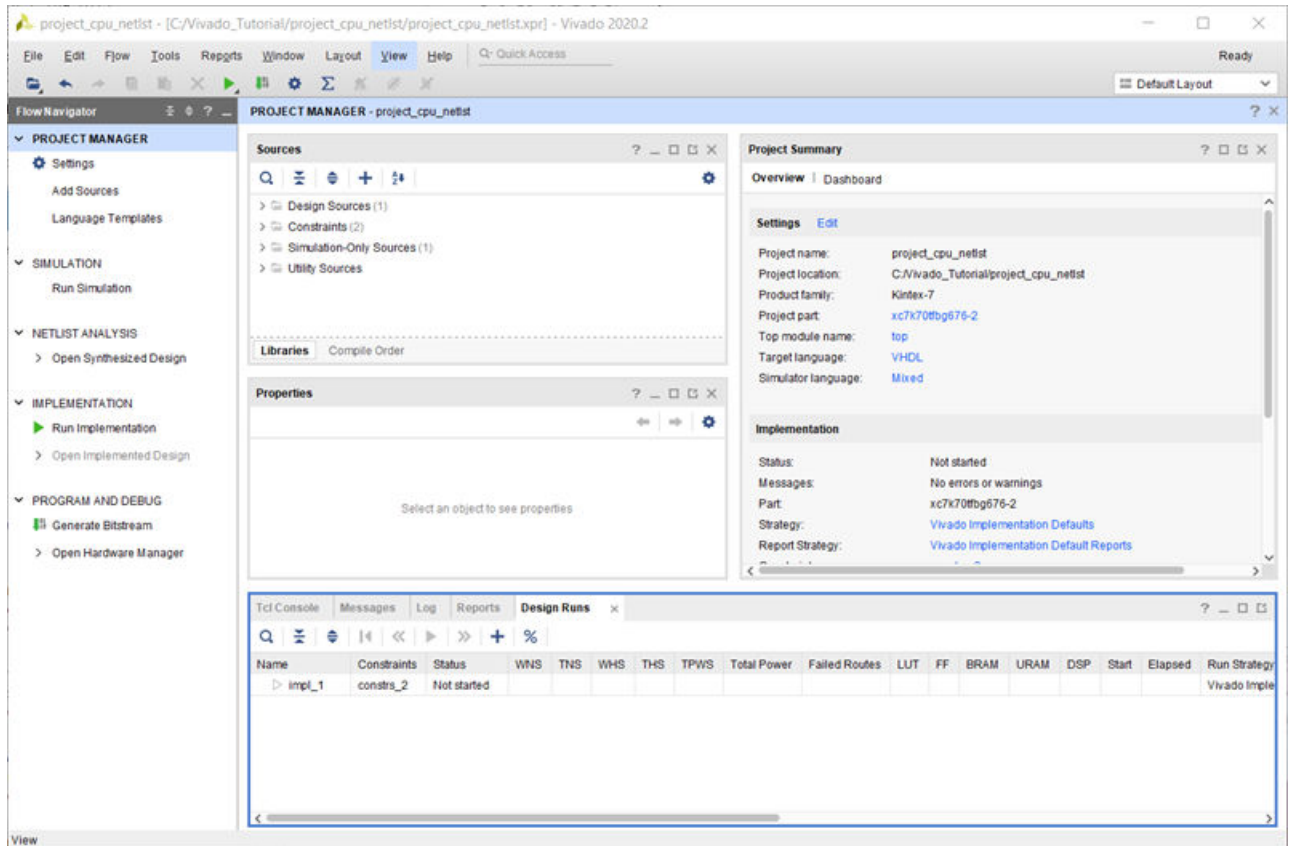 project_cpu_netlst - [C:/Vivado_Tutorial/project_cpu_netlst/project_cpu_netlst.xpr] - Vivado 2020.2
File Edit Flow Tools Reports Window Layout View Help Q- Quick Access Ready
Default Layout
Flow Navigator
PROJECT MANAGER
Settings
Add Sources
Language Templates
SIMULATION
Run Simulation
NETLIST ANALYSIS
Open Synthesized Design
IMPLEMENTATION
Run Implementation
Open Implemented Design
PROGRAM AND DEBUG
Generate Bitstream
Open Hardware Manager
PROJECT MANAGER - project_cpu_netlst
Sources
Design Sources (1)
Constraints (2)
Simulation-Only Sources (1)
Utility Sources
Libraries Compile Order
Properties
Select an object to see properties
Project Summary
Overview | Dashboard
Settings Edit
Project name: project_cpu_netlst
Project location: C:/Vivado_Tutorial/project_cpu_netlst
Product family: Kintex-7
Project part: xc7k70tfbg676-2
Top module name: top
Target language: VHDL
Simulator language: Mixed
Implementation
Status: Not started
Messages: No errors or warnings
Part: xc7k70tfbg676-2
Strategy: Vivado Implementation Defaults
Report Strategy: Vivado Implementation Default Reports
Tcl Console Messages Log Reports Design Runs
Name Constraints Status WNS TNS WHS THS TPWS Total Power Failed Routes LUT FF BRAM URAM DSP Start Elapsed Run Strategy
impl_1 constrs_2 Not started Vivado Imple
View